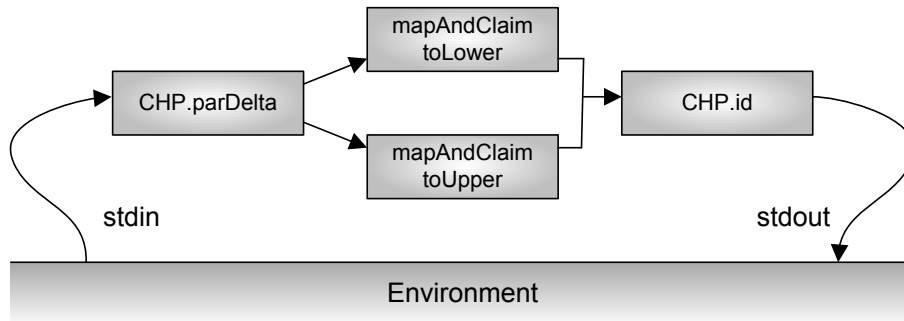 mapAndClaim
toLower
CHP.parDelta
CHP.id
mapAndClaim
toUpper
stdin
stdout
Environment